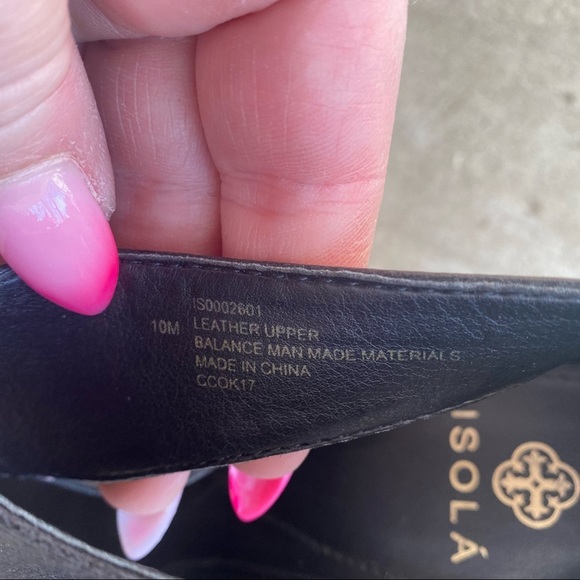 IS0002601
10M LEATHER UPPER
BALANCE MAN MADE MATERIALS
MADE IN CHINA
CCOK17
ISOLÁ